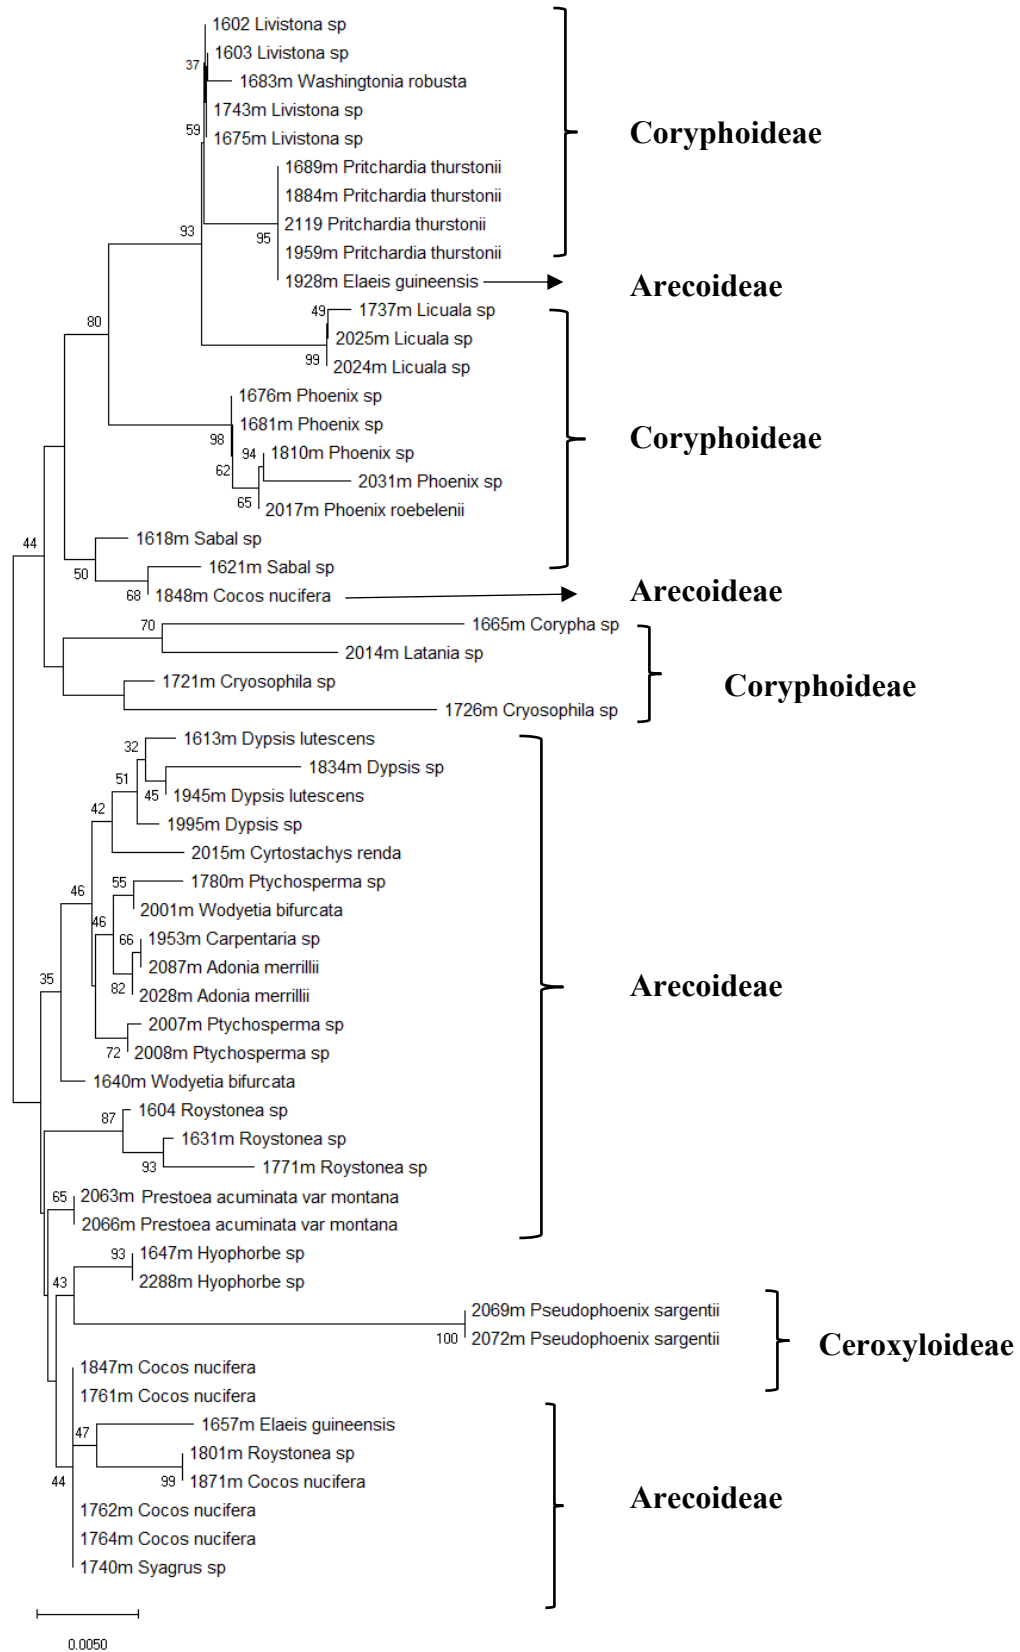 1602 Livistona sp
1603 Livistona sp
37
1683m Washingtonia robusta
1743m Livistona sp
59
Coryphoideae
1675m Livistona sp
1689m Pritchardia thurstonii
1884m Pritchardia thurstonii
2119 Pritchardia thurstonii
93
95
1959m Pritchardia thurstonii
1928m Elaeis guineensis
Arecoideae
49
1737m Licuala sp
80
2025m Licuala sp
99
2024m Licuala sp
1676m Phoenix sp
1681m Phoenix sp
98
Coryphoideae
94
1810m Phoenix sp
62
2031m Phoenix sp
65
2017m Phoenix roebelenii
1618m Sabal sp
44
1621m Sabal sp
50
68
1848m Cocos nucifera
Arecoideae
70
1665m Corypha sp
2014m Latania sp
1721m Cryosophila sp
Coryphoideae
1726m Cryosophila sp
1613m Dypsis lutescens
32
1834m Dypsis sp
51
45
1945m Dypsis lutescens
42
1995m Dypsis sp
2015m Cyrtostachys renda
55
1780m Ptychosperma sp
46
2001m Wodyetia bifurcata
46
66
1953m Carpentaria sp
2087m Adonia merrillii
35
82
2028m Adonia merrillii
Arecoideae
2007m Ptychosperma sp
72
2008m Ptychosperma sp
1640m Wodyetia bifurcata
87
1604 Roystonea sp
1631m Roystonea sp
93
1771m Roystonea sp
65
2063m Prestoea acuminata var montana
2066m Prestoea acuminata var montana
93
1647m Hyophorbe sp
43
2288m Hyophorbe sp
2069m Pseudophoenix sargentii
100
2072m Pseudophoenix sargentii
Ceroxyloideae
1847m Cocos nucifera
1761m Cocos nucifera
1657m Elaeis guineensis
47
1801m Roystonea sp
44
99
1871m Cocos nucifera
Arecoideae
1762m Cocos nucifera
1764m Cocos nucifera
1740m Syagrus sp
0.0050